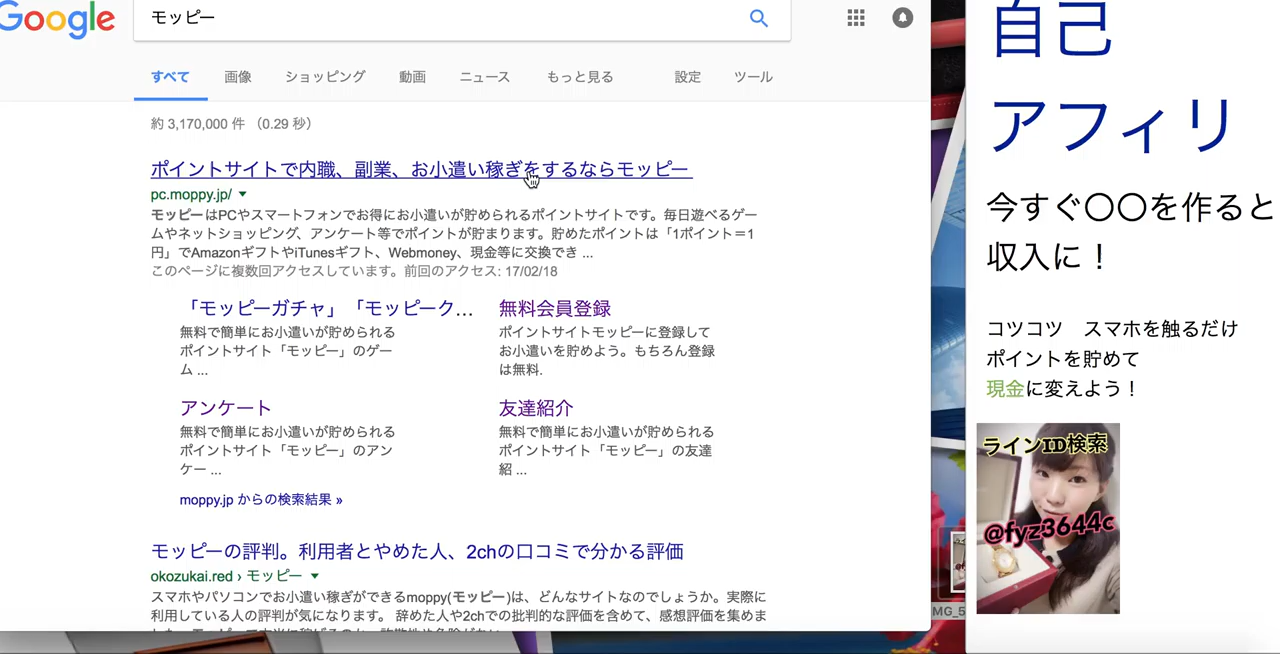 Google
モッピー
すべて 画像 ショッピング 動画 ニュース もっと見る 設定 ツール
約 3,170,000 件 （0.29 秒）
ポイントサイトで内職、副業、お小遣い稼ぎをするならモッピー
pc.moppy.jp/
モッピーはPCやスマートフォンでお得にお小遣いが貯められるポイントサイトです。毎日遊べるゲー
ムやネットショッピング、アンケート等でポイントが貯まります。貯めたポイントは「1ポイント＝1
円」でAmazonギフトやiTunesギフト、Webmoney、現金等に交換でき ...
このページに複数回アクセスしています。前回のアクセス: 17/02/18
「モッピーガチャ」「モッピーク...
無料で簡単にお小遣いが貯められる
ポイントサイト「モッピー」のゲー
ム ...
無料会員登録
ポイントサイトモッピーに登録して
お小遣いを貯めよう。もちろん登録
は無料.
アンケート
無料で簡単にお小遣いが貯められる
ポイントサイト「モッピー」のアン
ケー ...
友達紹介
無料で簡単にお小遣いが貯められる
ポイントサイト「モッピー」の友達
紹 ...
moppy.jp からの検索結果 »
モッピーの評判。利用者とやめた人、2chの口コミで分かる評価
okozukai.red › モッピー
スマホやパソコンでお小遣い稼ぎができるmoppy(モッピー)は、どんなサイトなのでしょうか。実際に
利用している人の評判が気になります。 辞めた人や2chでの批判的な評価を含めて、感想評価を集めま
自己
アフィリ
今すぐ〇〇を作ると
収入に！
コツコツ　スマホを触るだけ
ポイントを貯めて
現金に変えよう！
ラインID検索
@fyz3644c
MG_5